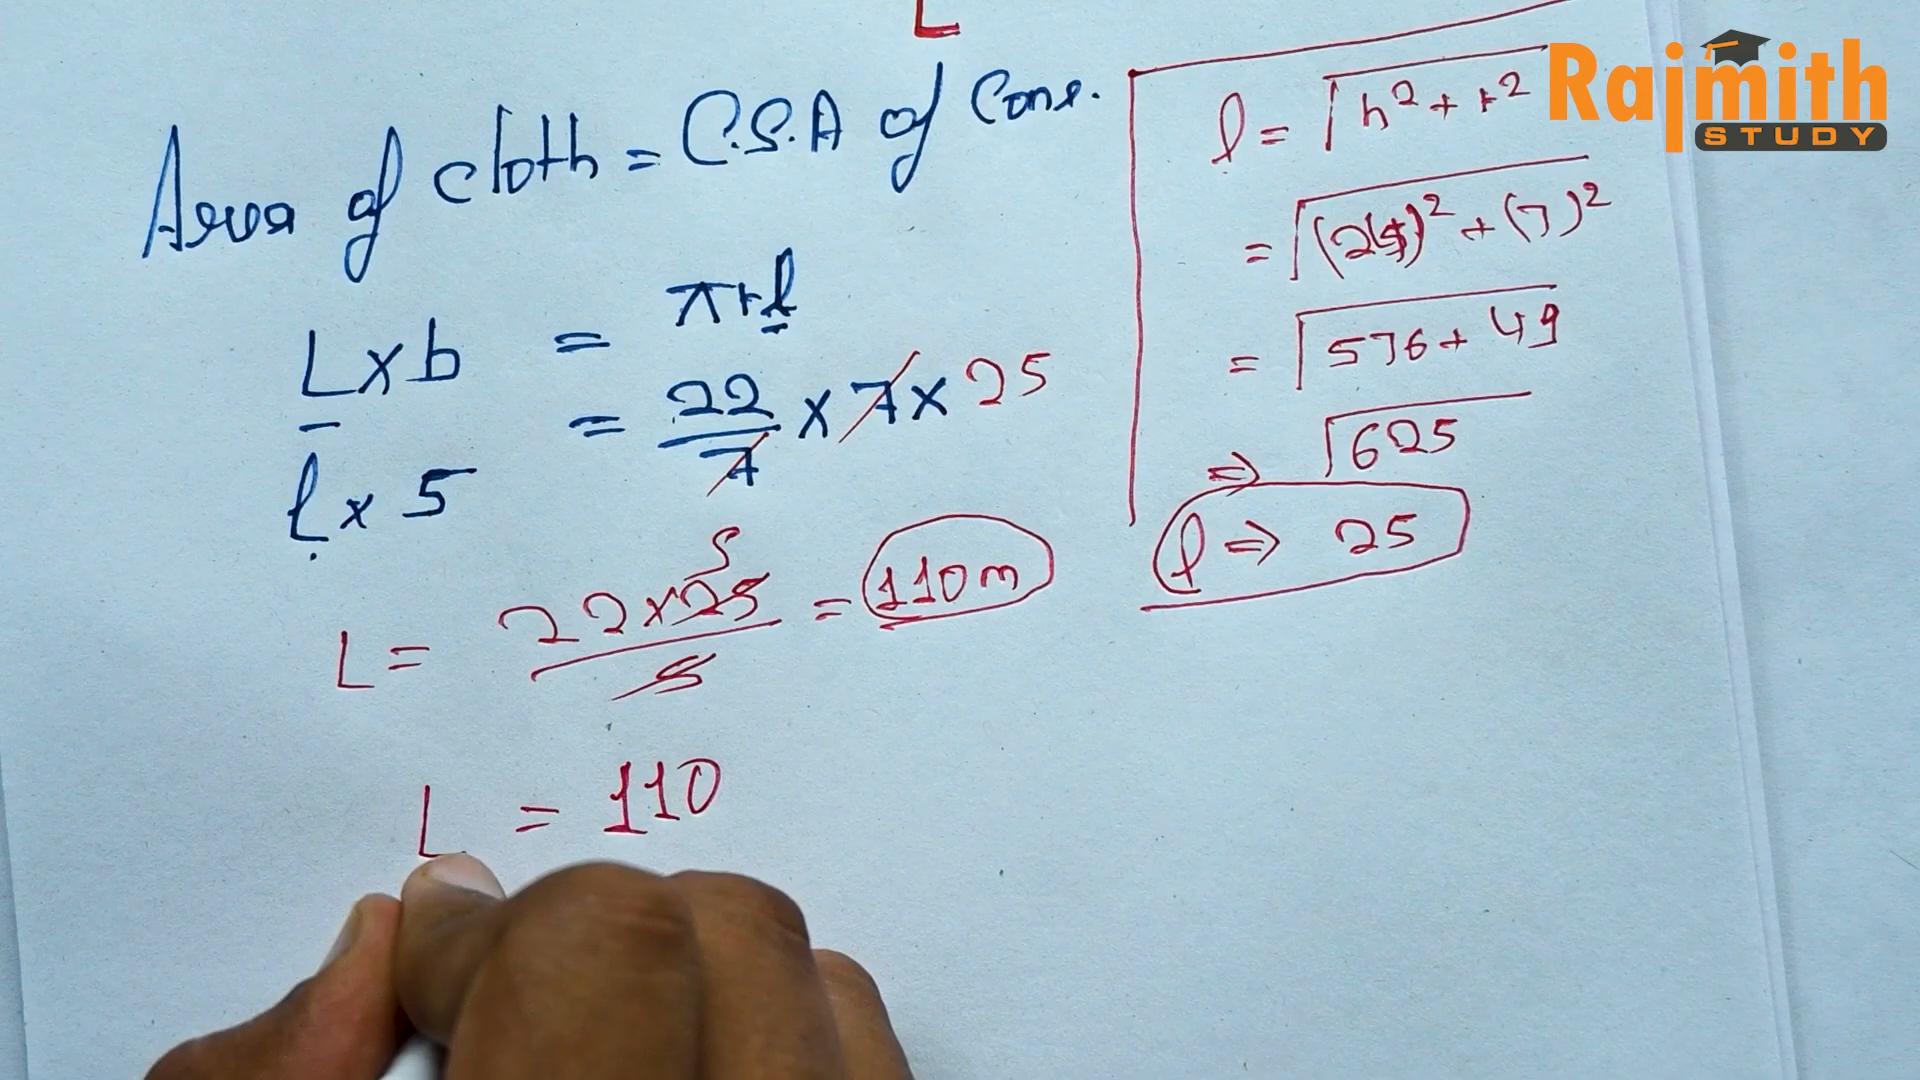 L
Area of cloth = C.S.A of Cone.
L x b = πrl
= 22/7 x 7 x 25
l x 5
L = 22 x 25/5 = 110m
5
L = 110
l = √h² + r²
= √(24)² + (7)²
= √576 + 49
⇒ √625
l ⇒ 25
Rajmith
STUDY